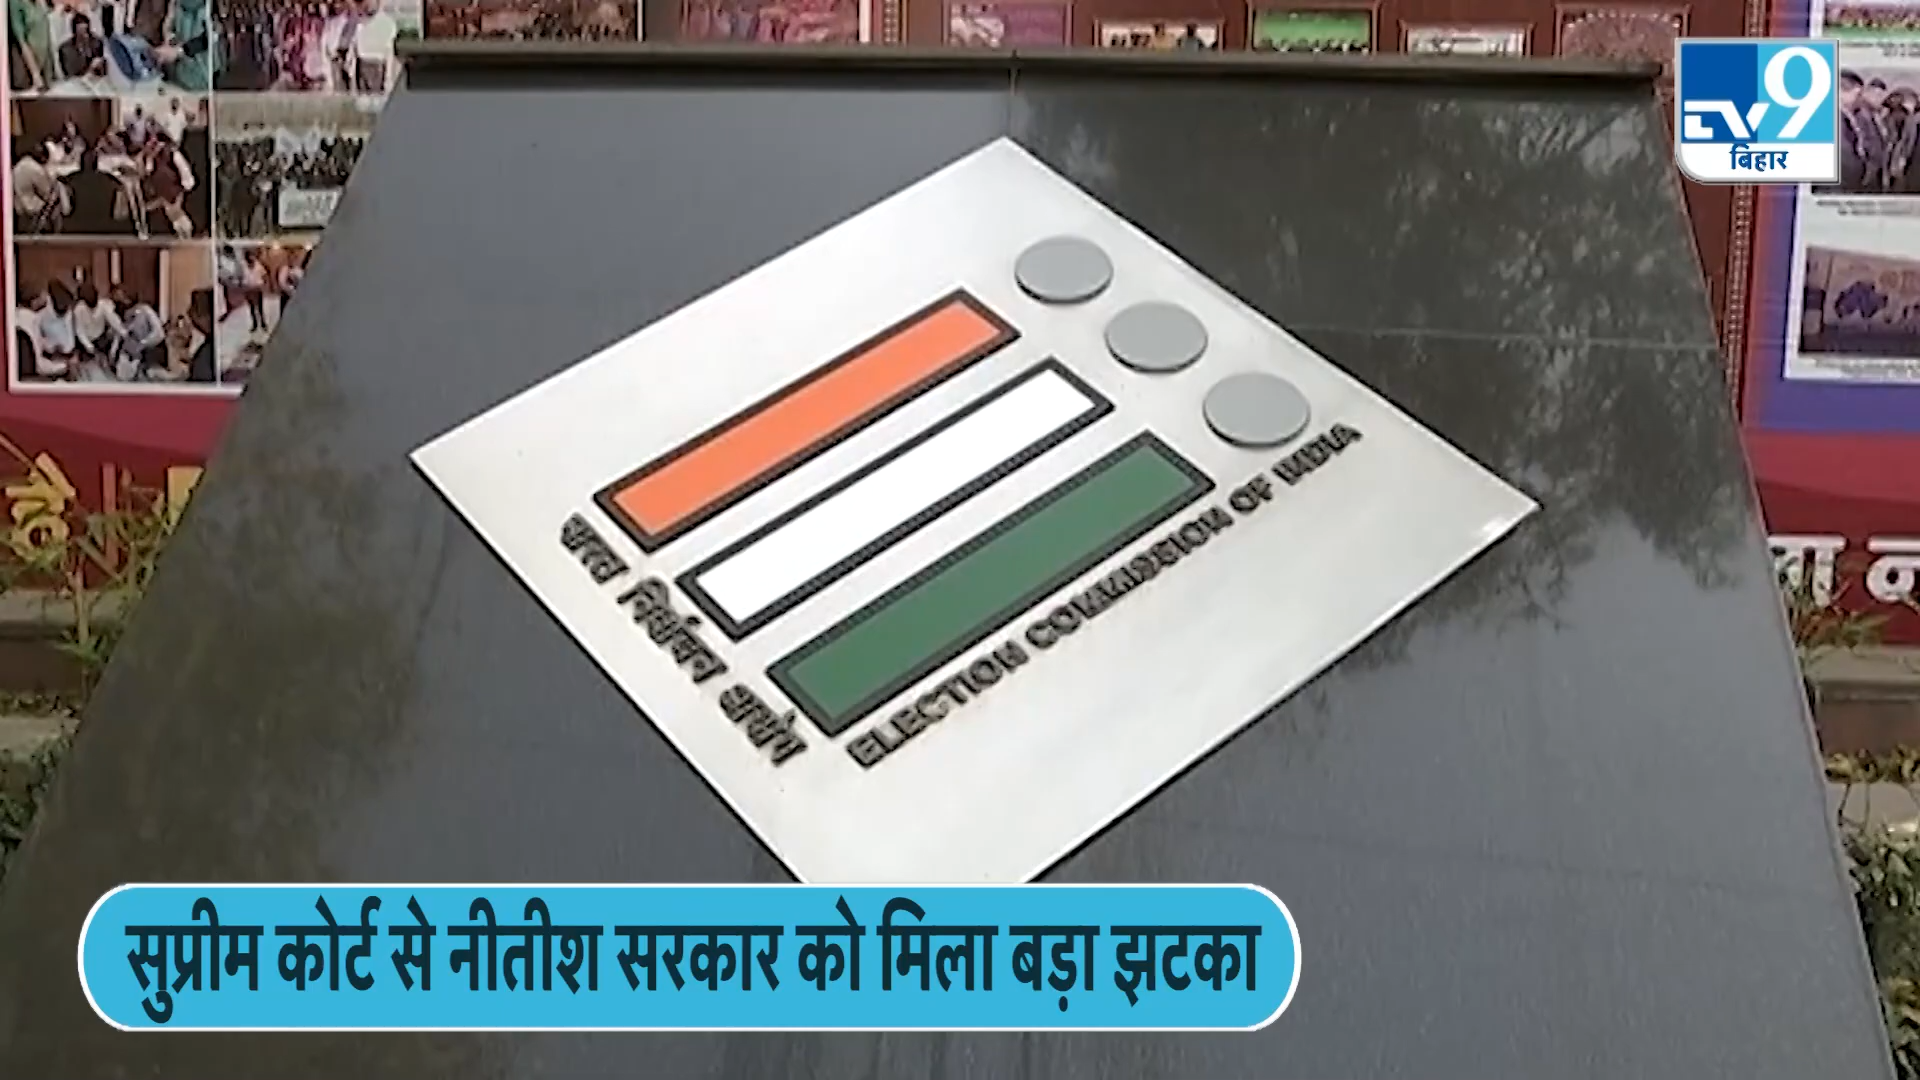 TV9
बिहार
भारत निर्वाचन आयोग
ELECTION COMMISSION OF INDIA
सुप्रीम कोर्ट से नीतीश सरकार को मिला बड़ा झटका